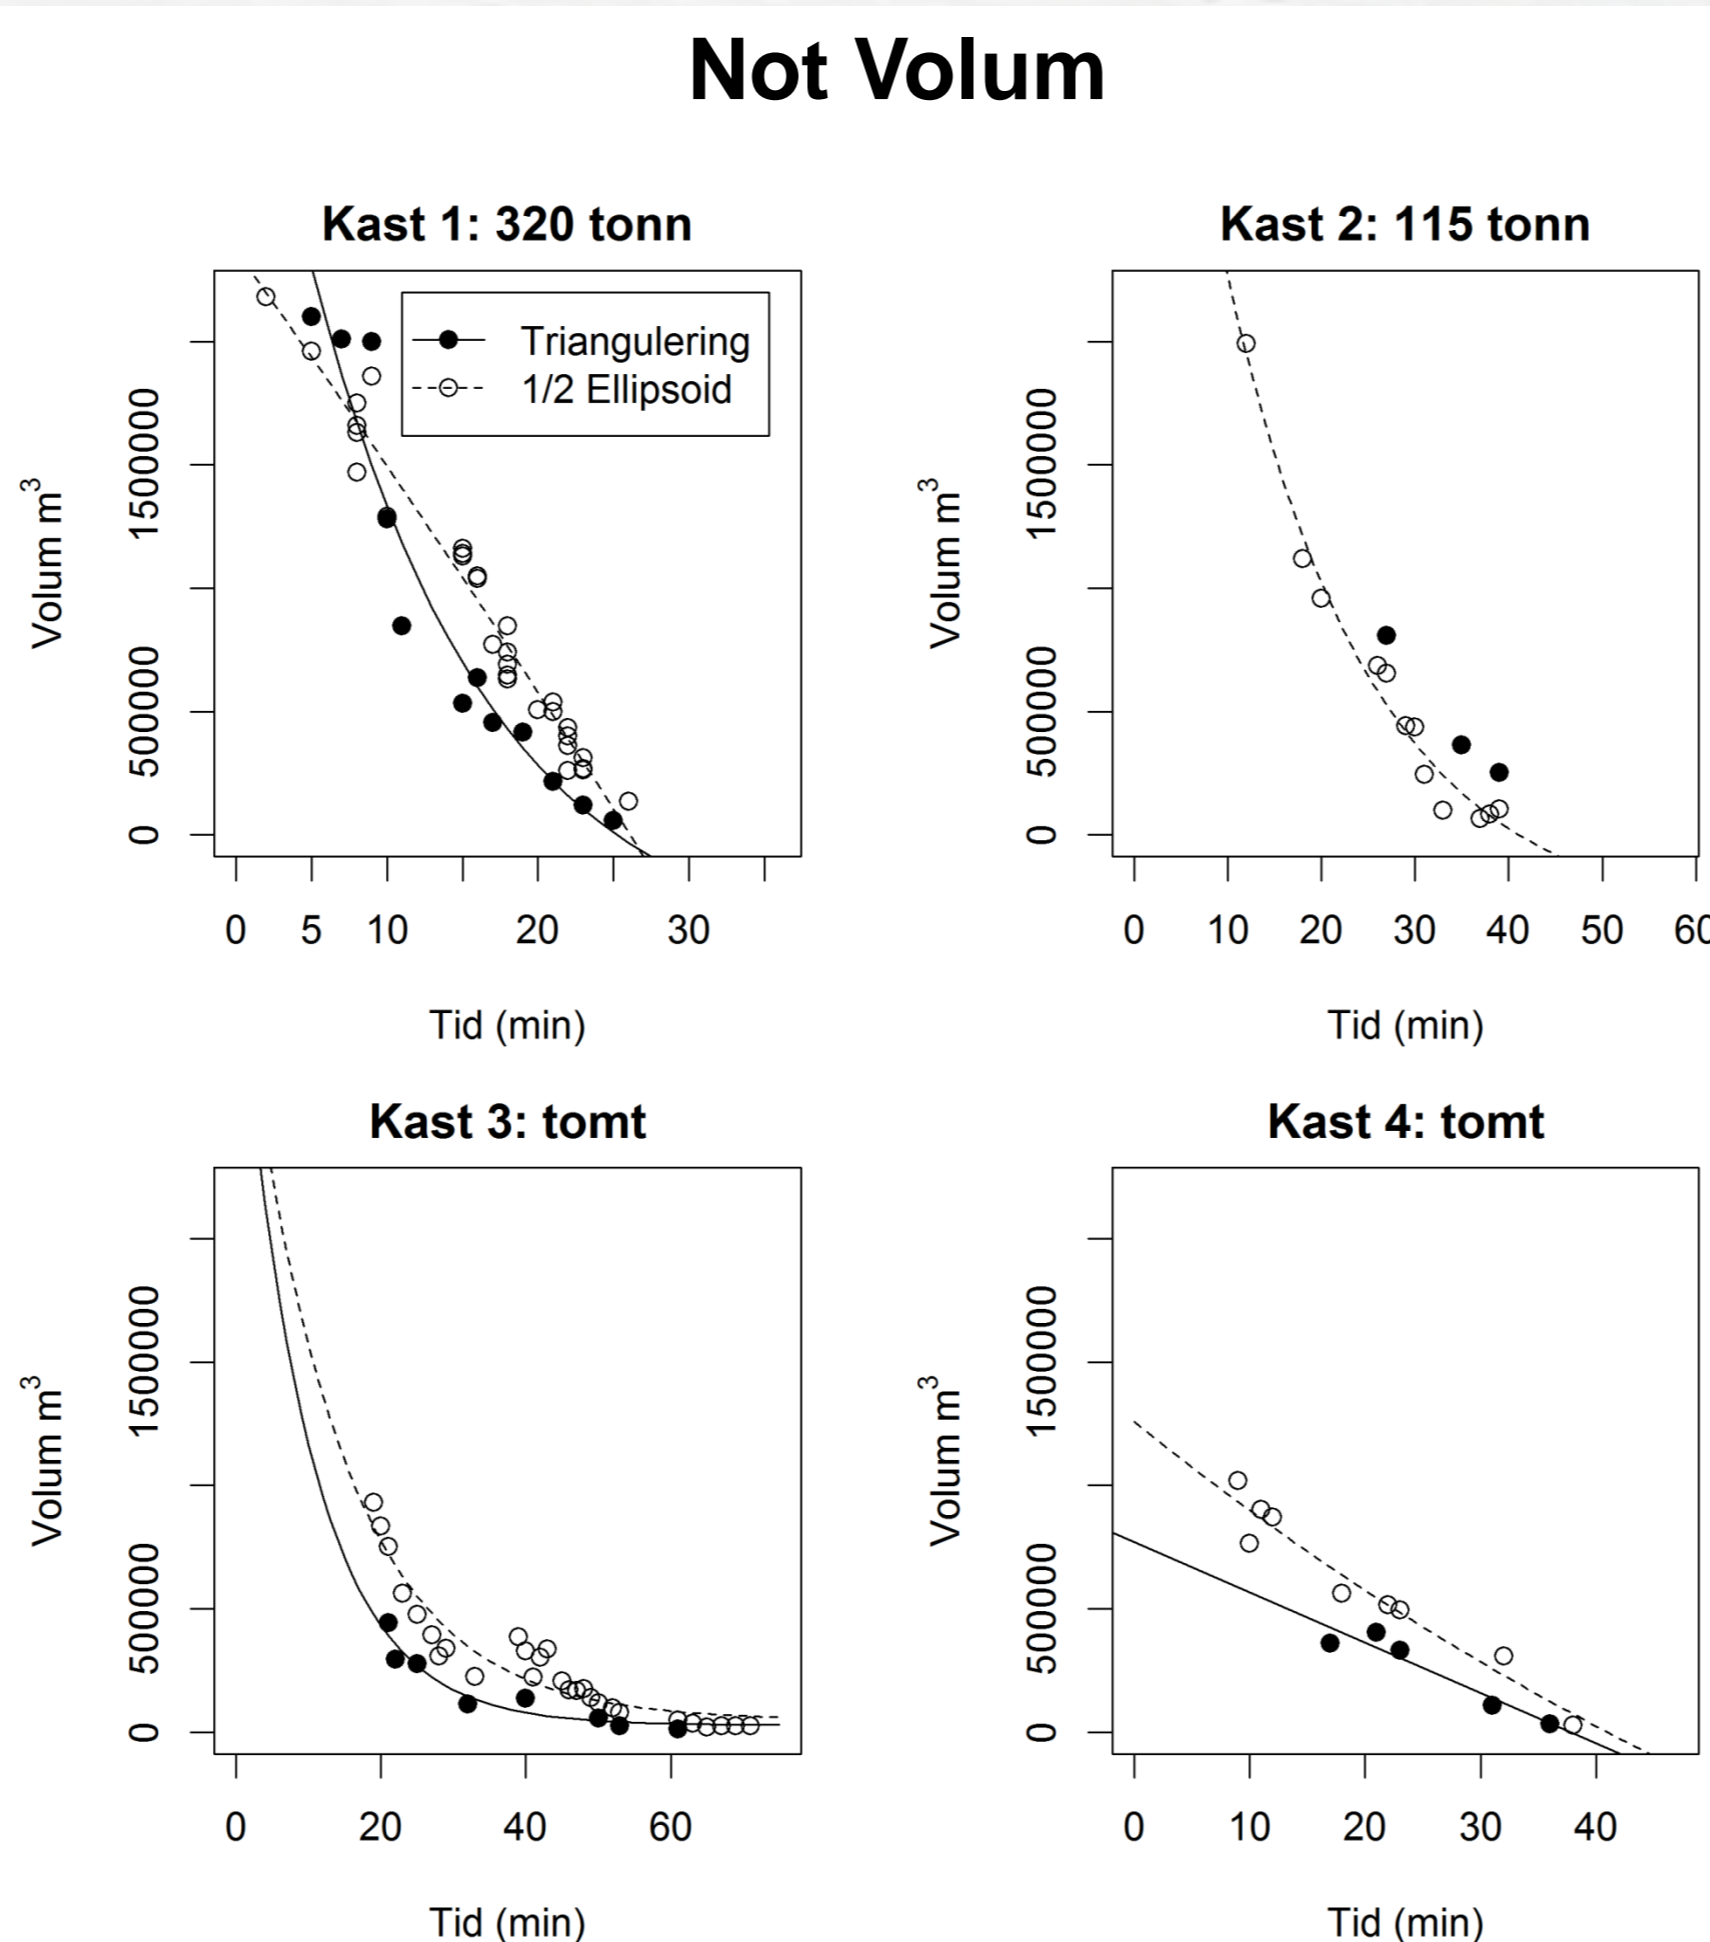 Not Volum
Kast 1: 320 tonn
Triangulering
1/2 Ellipsoid
Volum m³
0 500000 1500000
0 5 10 20 30
Tid (min)
Kast 2: 115 tonn
Volum m³
0 500000 1500000
0 10 20 30 40 50 60
Tid (min)
Kast 3: tomt
Volum m³
0 500000 1500000
0 20 40 60
Tid (min)
Kast 4: tomt
Volum m³
0 500000 1500000
0 10 20 30 40
Tid (min)